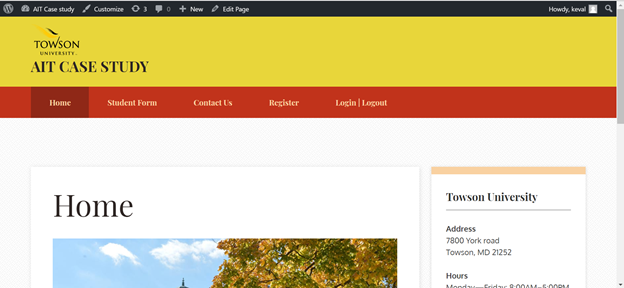 AIT Case study Customize 3 0 New Edit Page Howdy, keval
TOWSON
UNIVERSITY.
AIT CASE STUDY
Home Student Form Contact Us Register Login | Logout
Home
Towson University
Address
7800 York road
Towson, MD 21252
Hours
Monday—Friday: 8:00AM–5:00PM